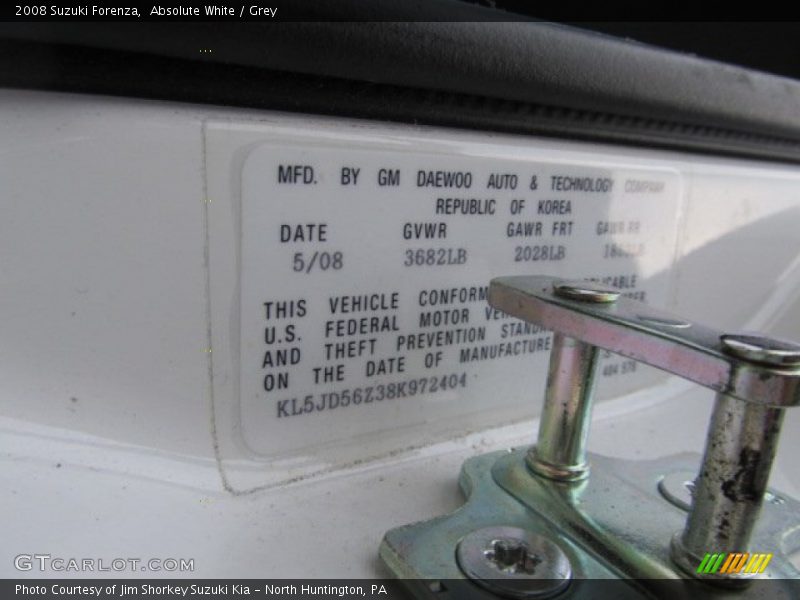 2008 Suzuki Forenza,  Absolute White / Grey
MFD. BY GM DAEWOO AUTO & TECHNOLOGY COMPANY
REPUBLIC OF KOREA
DATE GVWR GAWR FRT GAWR RR
5/08 3682LB 2028LB
THIS VEHICLE CONFORM
U.S. FEDERAL MOTOR
AND THEFT PREVENTION
ON THE DATE OF MANUFACTURE
KL5JD56Z38K972404
GTCARLOT.COM
Photo Courtesy of Jim Shorkey Suzuki Kia – North Huntington, PA